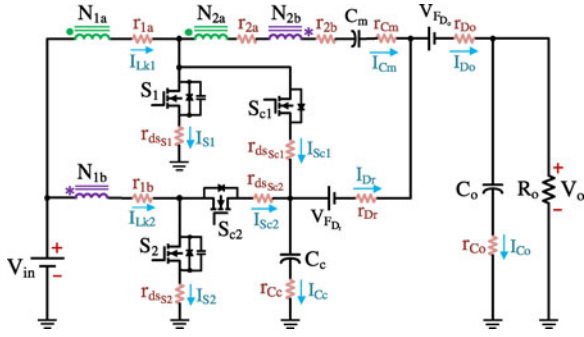 N1a r1a N2a r2a N2b r2b Cm rCm VFDo rDo
ILk1 ICm IDo
S1 Sc1
rdsS1 IS1 rdsSc1 ISc1
N1b r1b rdsSc2 IDr
* ILk2 Sc2 ISc2 VFDr rDr
Co Ro + Vo -
S2 Cc
Vin + -
rdsS2 IS2 rCc ICc rCo ICo